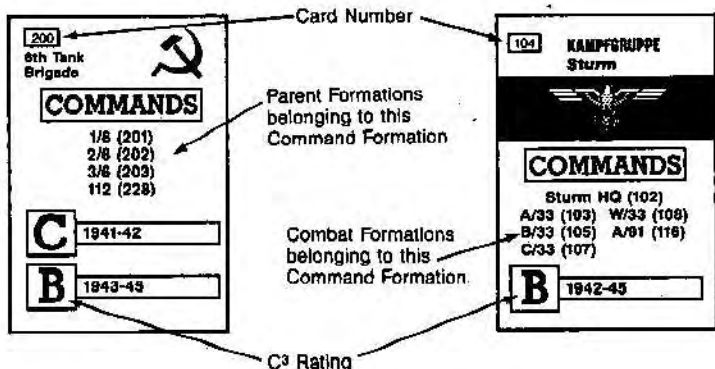 Card Number
200
6th Tank
Brigade
COMMANDS
1/6 (201)
2/6 (202)
3/6 (203)
112 (228)
C 1941-42
B 1943-45
Parent Formations
belonging to this
Command Formation
Combat Formations
belonging to this
Command Formation
C³ Rating
104
KAMPFGRUPPE
Sturm
COMMANDS
Sturm HQ (102)
A/33 (103) W/33 (108)
B/33 (105) A/91 (116)
C/33 (107)
B 1942-45